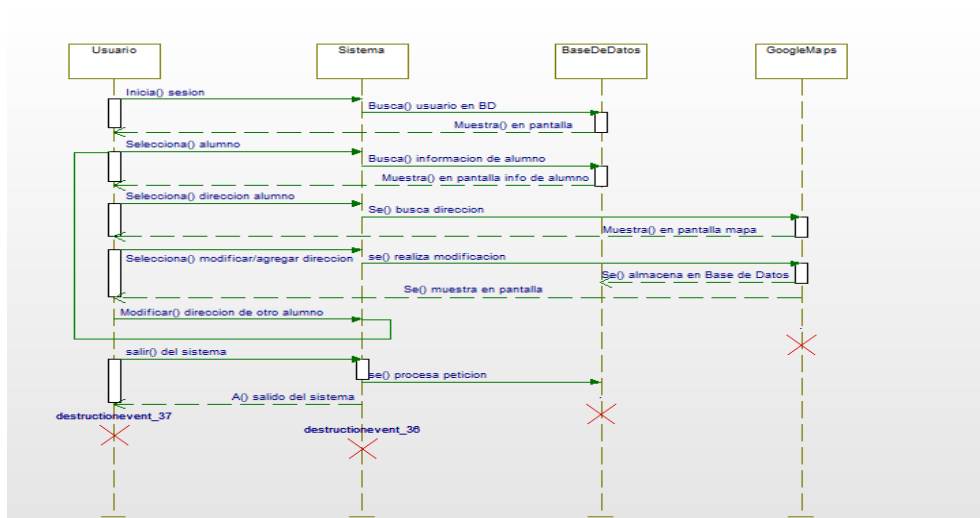 Usuario
Sistema
BaseDeDatos
GoogleMaps
Inicia() sesion
Busca() usuario en BD
Muestra() en pantalla
Selecciona() alumno
Busca() informacion de alumno
Muestra() en pantalla info de alumno
Selecciona() direccion alumno
Se() busca direccion
Muestra() en pantalla mapa
Selecciona() modificar/agregar direccion
se() realiza modificacion
Se() almacena en Base de Datos
Se() muestra en pantalla
Modificar() direccion de otro alumno
salir() del sistema
se() procesa peticion
A() salido del sistema
destructionevent_37
destructionevent_36